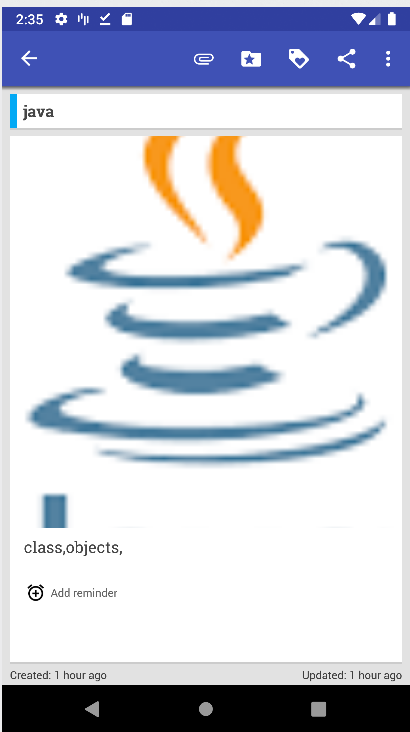 2:35
java
class,objects,
Add reminder
Created: 1 hour ago
Updated: 1 hour ago